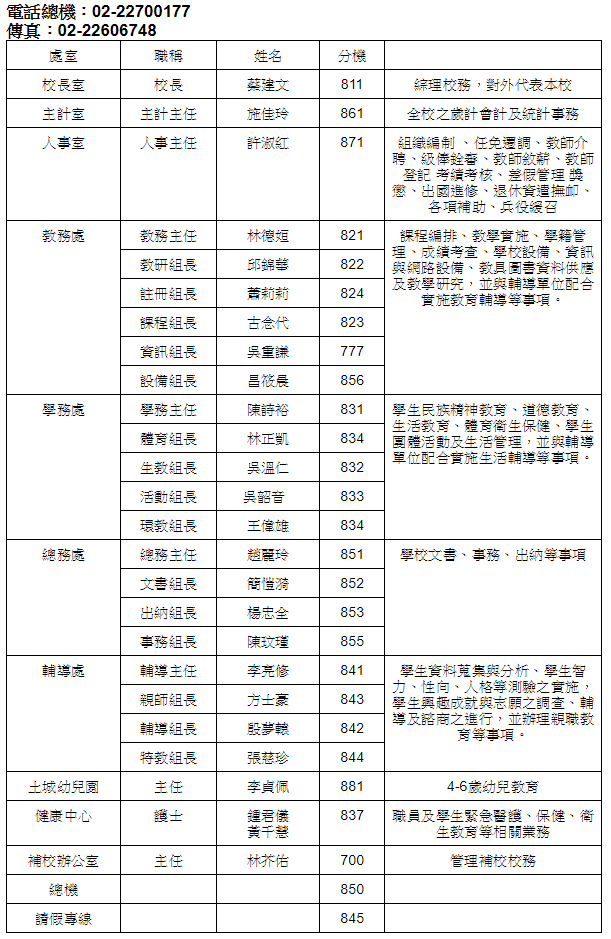 電話總機：02-22700177
傳真：02-22606748
處室 職稱 姓名 分機
校長室 校長 蔡建文 811 綜理校務，對外代表本校
主計室 主計主任 施佳玲 861 全校之歲計會計及統計事務
人事室 人事主任 許淑紅 871 組織編制 、任免遷調、教師介
聘、級俸銓審、教師敘薪、教師
登記 考績考核、差假管理 獎
懲、出國進修、退休資遣撫卹、
各項補助、兵役緩召
教務處 教務主任 林德姮 821 課程編排、教學實施、學籍管
理、成績考查、學校設備、資訊
與網路設備、教具圖書資料供應
及教學研究，並與輔導單位配合
實施教育輔導等事項。
教研組長 邱錦華 822
註冊組長 蕭莉莉 824
課程組長 古念代 823
資訊組長 吳重謙 777
設備組長 昌筱晨 856
學務處 學務主任 陳詩裕 831 學生民族精神教育、道德教育、
生活教育、體育衛生保健、學生
團體活動及生活管理，並與輔導
單位配合實施生活輔導等事項。
體育組長 林正凱 834
生教組長 吳溫仁 832
活動組長 吳韶音 833
環教組長 王偉雄 834
總務處 總務主任 趙麗玲 851 學校文書、事務、出納等事項
文書組長 簡愷漪 852
出納組長 楊忠全 853
事務組長 陳玟瑾 855
輔導處 輔導主任 李亮修 841 學生資料蒐集與分析、學生智
力、性向、人格等測驗之實施，
學生興趣成就與志願之調查、輔
導及諮商之進行，並辦理親職教
育等事項。
親師組長 方士豪 843
輔導組長 殷夢轅 842
特教組長 張慈珍 844
土城幼兒園 主任 李貞佩 881 4-6歲幼兒教育
健康中心 護士 鍾君儀 837 職員及學生緊急醫護、保健、衛
黃千慧 生教育等相關業務
補校辦公室 主任 林芥佑 700 管理補校校務
總機 850
請假專線 845